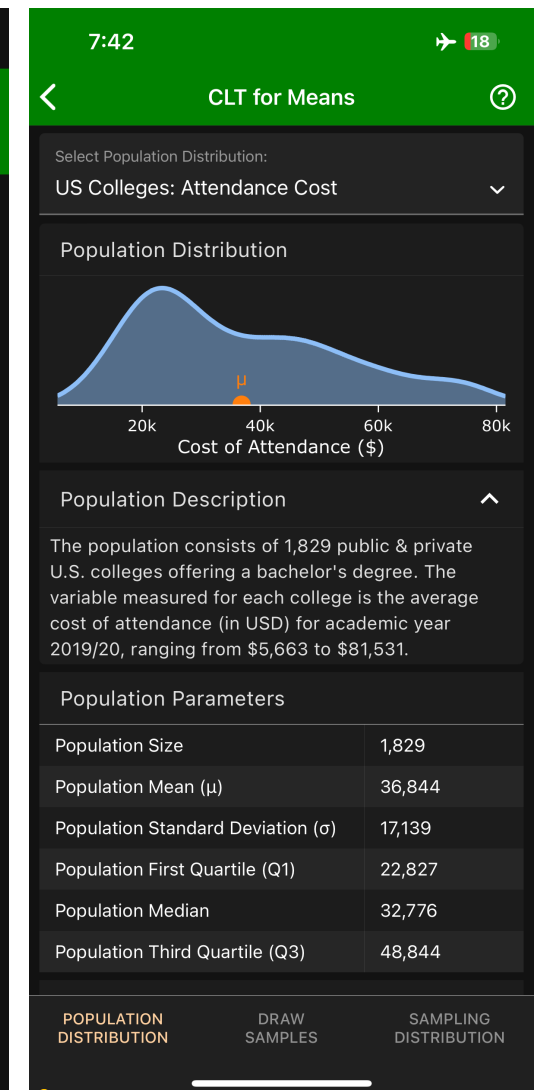 7:42
18
CLT for Means
Select Population Distribution:
US Colleges: Attendance Cost
Population Distribution
μ
20k 40k 60k 80k
Cost of Attendance ($)
Population Description
The population consists of 1,829 public & private
U.S. colleges offering a bachelor's degree. The
variable measured for each college is the average
cost of attendance (in USD) for academic year
2019/20, ranging from $5,663 to $81,531.
Population Parameters
Population Size 1,829
Population Mean (μ) 36,844
Population Standard Deviation (σ) 17,139
Population First Quartile (Q1) 22,827
Population Median 32,776
Population Third Quartile (Q3) 48,844
POPULATION DRAW SAMPLING
DISTRIBUTION SAMPLES DISTRIBUTION